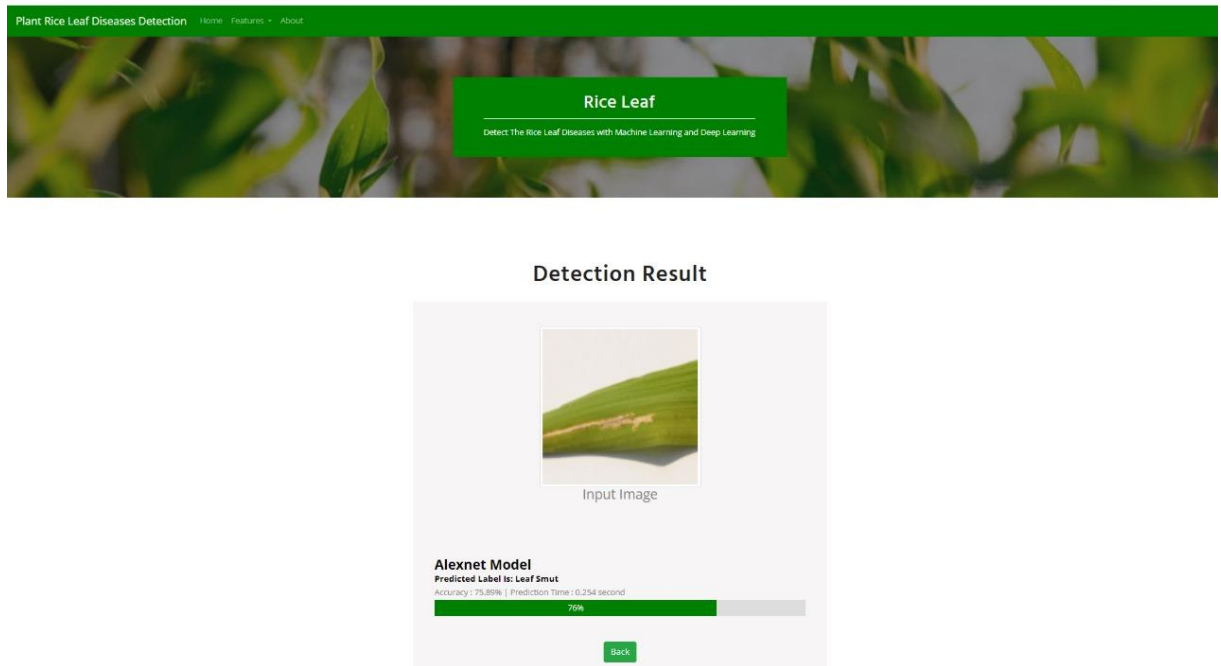 Plant Rice Leaf Diseases Detection Home Features About
Rice Leaf
Detect The Rice Leaf Diseases with Machine Learning and Deep Learning
Detection Result
Input Image
Alexnet Model
Predicted Label Is: Leaf Smut
Accuracy : 75.89% | Prediction Time : 0.254 second
76%
Back